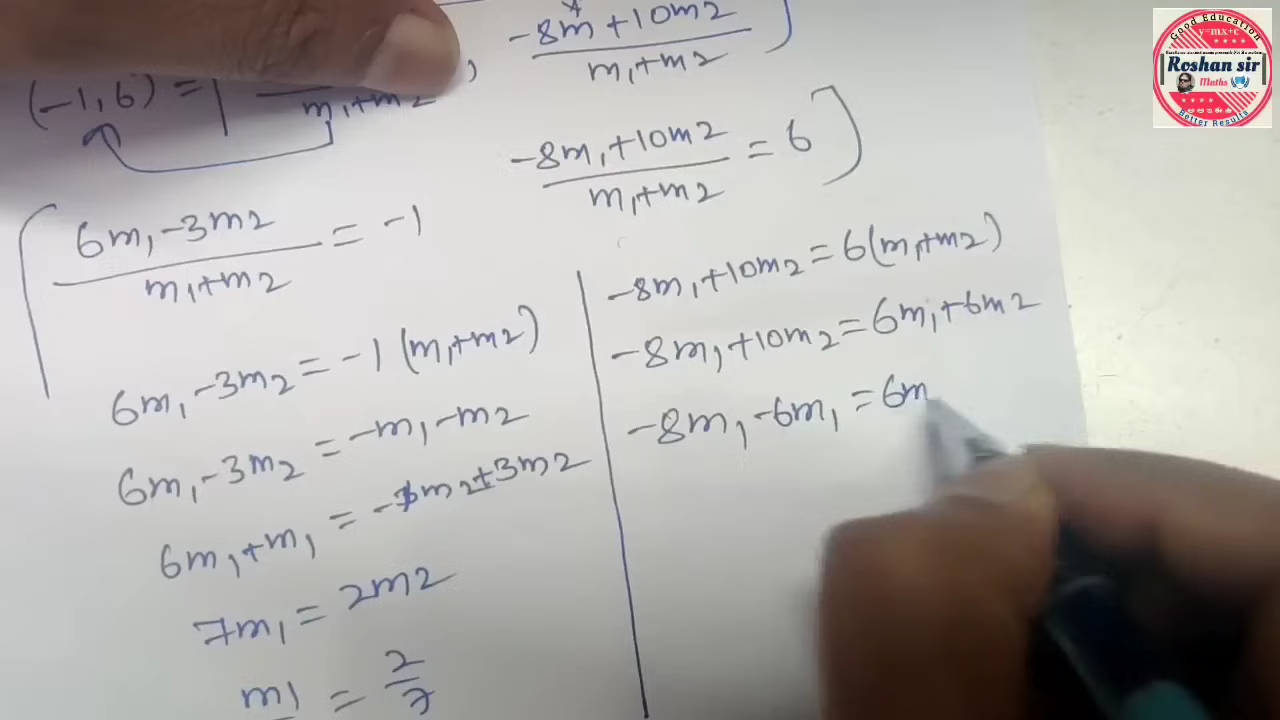 -8m₁+10m2
(-1,6) = , m₁+m2
m₁+m2
-8m₁+10m2 = 6
m₁+m2
6m₁-3m2 = -1
m₁+m2
6m₁-3m2 = -1(m₁+m2)
6m₁-3m2 = -m₁-m2
6m₁+m₁ = -1m2+3m2
7m₁ = 2m2
m1 = 2
7
-8m₁+10m2 = 6(m₁+m2)
-8m₁+10m2 = 6m₁+6m2
-8m₁-6m₁ = 6m
Good Education
y=mx+c
Roshan sir
Maths
Better Results